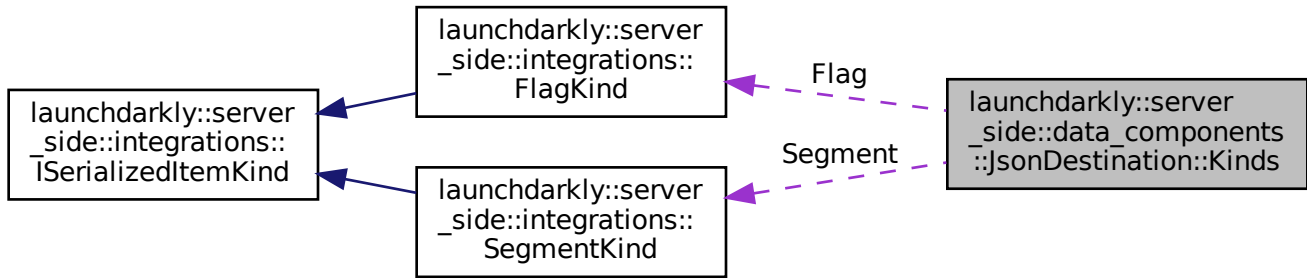 launchdarkly::server
_side::integrations::
ISerializedItemKind
launchdarkly::server
_side::integrations::
FlagKind
launchdarkly::server
_side::integrations::
SegmentKind
Flag
Segment
launchdarkly::server
_side::data_components
::JsonDestination::Kinds